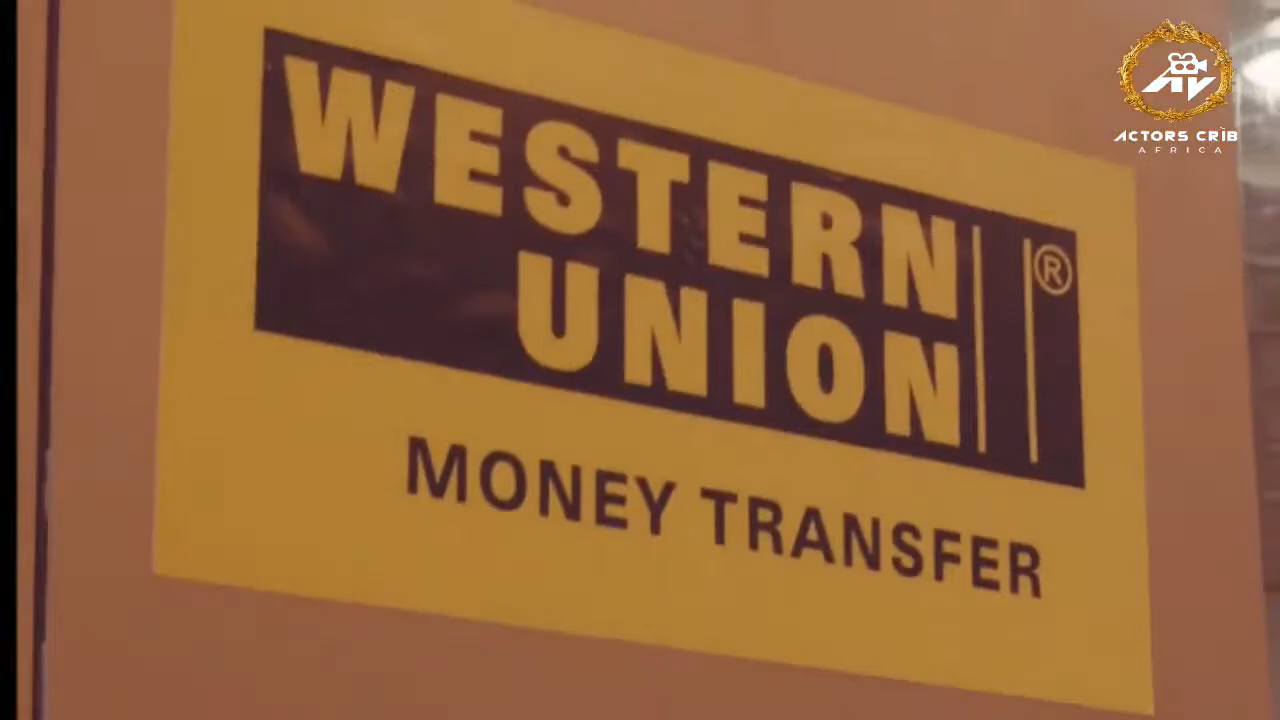 WESTERN
UNION
®
MONEY TRANSFER
ACTORS CRIB
AFRICA